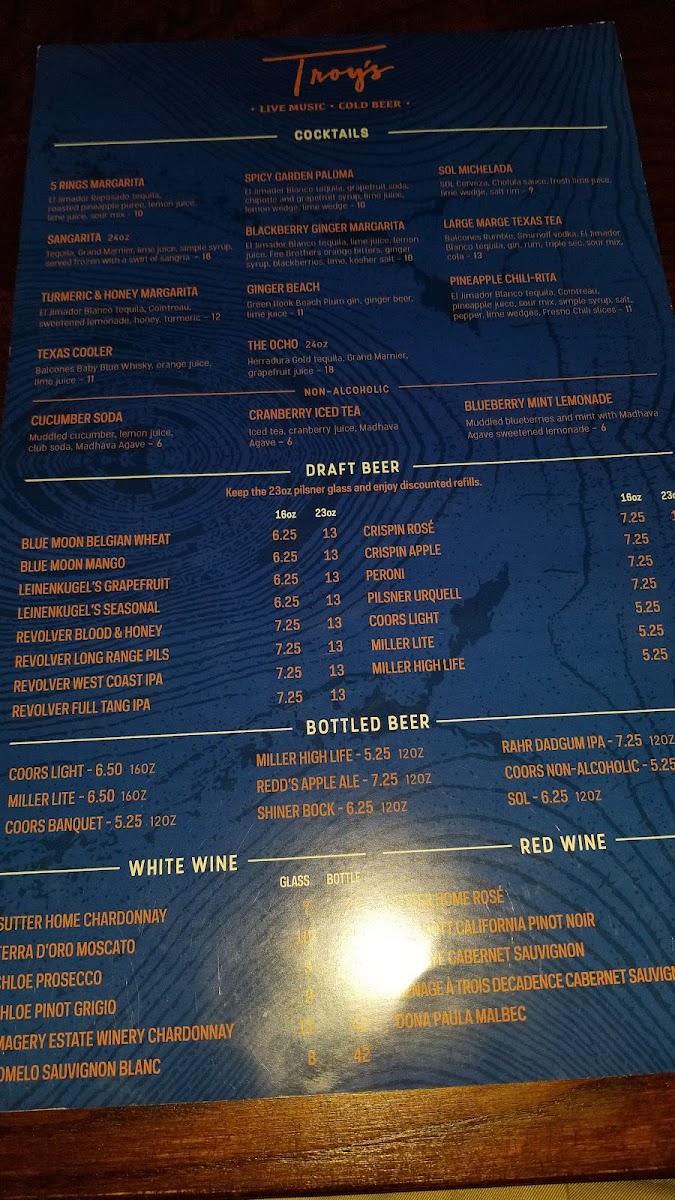 Troy's
• LIVE MUSIC • COLD BEER •
COCKTAILS
5 RINGS MARGARITA
El Jimador Reposado tequila,
roasted pineapple puree, lemon juice,
lime juice, sour mix - 10
SANGARITA 24oz
Tequila, Grand Marnier, lime juice, simple syrup,
served frozen with a swirl of sangria - 18
TURMERIC & HONEY MARGARITA
El Jimador Blanco tequila, Cointreau,
sweetened lemonade, honey, turmeric - 12
TEXAS COOLER
Balcones Baby Blue Whisky, orange juice,
lime juice - 11
SPICY GARDEN PALOMA
El Jimador Blanco tequila, grapefruit soda,
chipotle and grapefruit syrup, lime juice,
lemon wedge, lime wedge - 10
BLACKBERRY GINGER MARGARITA
El Jimador Blanco tequila, lime juice, lemon
juice, Fee Brothers orange bitters, ginger
syrup, blackberries, lime, kosher salt - 10
GINGER BEACH
Green Hook Beach Plum gin, ginger beer,
lime juice - 11
THE OCHO 24oz
Herradura Gold tequila, Grand Marnier,
grapefruit juice - 18
SOL MICHELADA
SOL Cerveza, Cholula sauce, fresh lime juice,
lime wedge, salt rim - 9
LARGE MARGE TEXAS TEA
Balcones Rumble, Smirnoff vodka, El Jimador
Blanco tequila, gin, rum, triple sec, sour mix,
cola - 13
PINEAPPLE CHILI-RITA
El Jimador Blanco tequila, Cointreau,
pineapple juice, sour mix, simple syrup, salt,
pepper, lime wedges, Fresno Chili slices - 11
NON-ALCOHOLIC
CUCUMBER SODA
Muddled cucumber, lemon juice,
club soda, Madhava Agave - 6
CRANBERRY ICED TEA
Iced tea, cranberry juice, Madhava
Agave - 6
BLUEBERRY MINT LEMONADE
Muddled blueberries and mint with Madhava
Agave sweetened lemonade - 6
DRAFT BEER
Keep the 23oz pilsner glass and enjoy discounted refills.
16oz 23oz
BLUE MOON BELGIAN WHEAT 6.25 13
BLUE MOON MANGO 6.25 13
LEINENKUGEL'S GRAPEFRUIT 6.25 13
LEINENKUGEL'S SEASONAL 6.25 13
REVOLVER BLOOD & HONEY 7.25 13
REVOLVER LONG RANGE PILS 7.25 13
REVOLVER WEST COAST IPA 7.25 13
REVOLVER FULL TANG IPA 7.25 13
16oz
CRISPIN ROSÉ 7.25
CRISPIN APPLE 7.25
PERONI 7.25
PILSNER URQUELL 7.25
COORS LIGHT 5.25
MILLER LITE 5.25
MILLER HIGH LIFE 5.25
BOTTLED BEER
COORS LIGHT - 6.50 16OZ
MILLER LITE - 6.50 16OZ
COORS BANQUET - 5.25 12OZ
MILLER HIGH LIFE - 5.25 12OZ
REDD'S APPLE ALE - 7.25 12OZ
SHINER BOCK - 6.25 12OZ
RAHR DADGUM IPA - 7.25 12OZ
COORS NON-ALCOHOLIC - 5.25
SOL - 6.25 12OZ
WHITE WINE
GLASS BOTTLE
SUTTER HOME CHARDONNAY 7
TERRA D'ORO MOSCATO
CHLOE PROSECCO
CHLOE PINOT GRIGIO
IMAGERY ESTATE WINERY CHARDONNAY
OMELO SAUVIGNON BLANC 8 42
RED WINE
HOME ROSÉ
CALIFORNIA PINOT NOIR
CABERNET SAUVIGNON
MÉNAGE À TROIS DECADENCE CABERNET SAUVIGN
DONA PAULA MALBEC